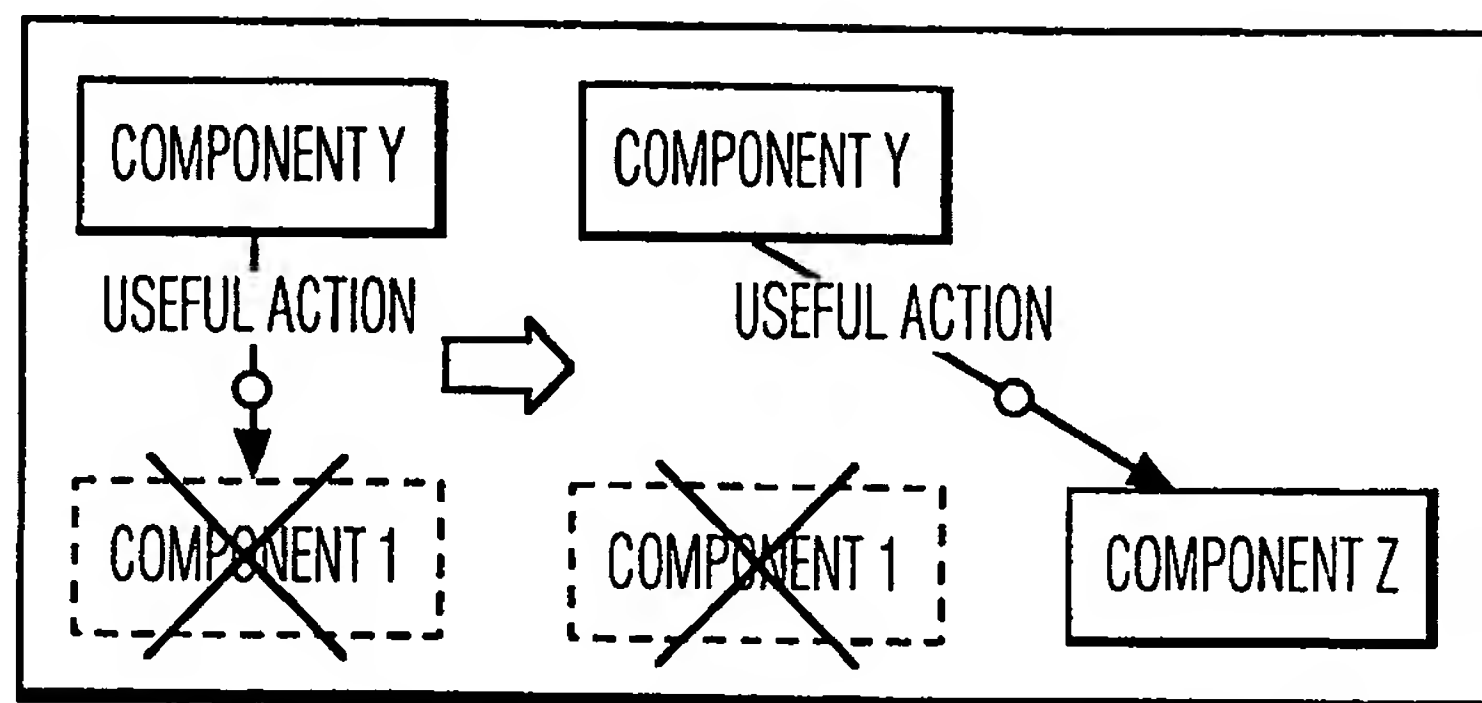 COMPONENT Y
COMPONENT Y
USEFUL ACTION
USEFUL ACTION
COMPONENT 1
COMPONENT 1
COMPONENT Z